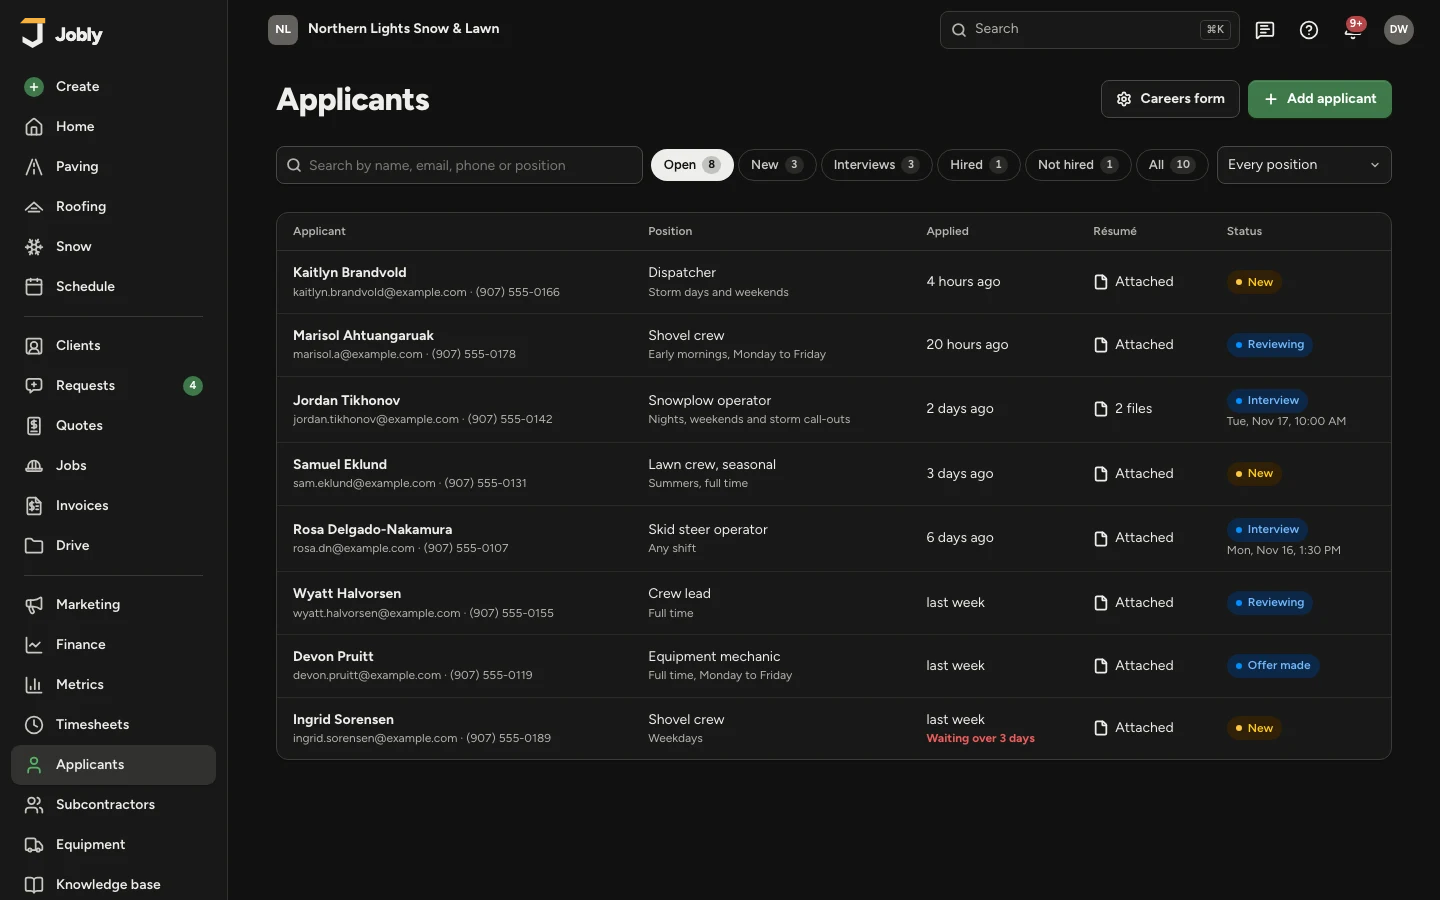 Jobly
Create
Home
Paving
Roofing
Snow
Schedule
Clients
Requests 4
Quotes
Jobs
Invoices
Drive
Marketing
Finance
Metrics
Timesheets
Applicants
Subcontractors
Equipment
Knowledge base
NL Northern Lights Snow & Lawn
Search ⌘K
9+
DW
Applicants
Careers form
Add applicant
Search by name, email, phone or position
Open 8 New 3 Interviews 3 Hired 1 Not hired 1 All 10
Every position
Applicant Position Applied Résumé Status
Kaitlyn Brandvold Dispatcher 4 hours ago Attached New
kaitlyn.brandvold@example.com · (907) 555-0166 Storm days and weekends
Marisol Ahtuangaruak Shovel crew 20 hours ago Attached Reviewing
marisol.a@example.com · (907) 555-0178 Early mornings, Monday to Friday
Jordan Tikhonov Snowplow operator 2 days ago 2 files Interview
jordan.tikhonov@example.com · (907) 555-0142 Nights, weekends and storm call-outs Tue, Nov 17, 10:00 AM
Samuel Eklund Lawn crew, seasonal 3 days ago Attached New
sam.eklund@example.com · (907) 555-0131 Summers, full time
Rosa Delgado-Nakamura Skid steer operator 6 days ago Attached Interview
rosa.dn@example.com · (907) 555-0107 Any shift Mon, Nov 16, 1:30 PM
Wyatt Halvorsen Crew lead last week Attached Reviewing
wyatt.halvorsen@example.com · (907) 555-0155 Full time
Devon Pruitt Equipment mechanic last week Attached Offer made
devon.pruitt@example.com · (907) 555-0119 Full time, Monday to Friday
Ingrid Sorensen Shovel crew last week Attached New
ingrid.sorensen@example.com · (907) 555-0189 Weekdays Waiting over 3 days